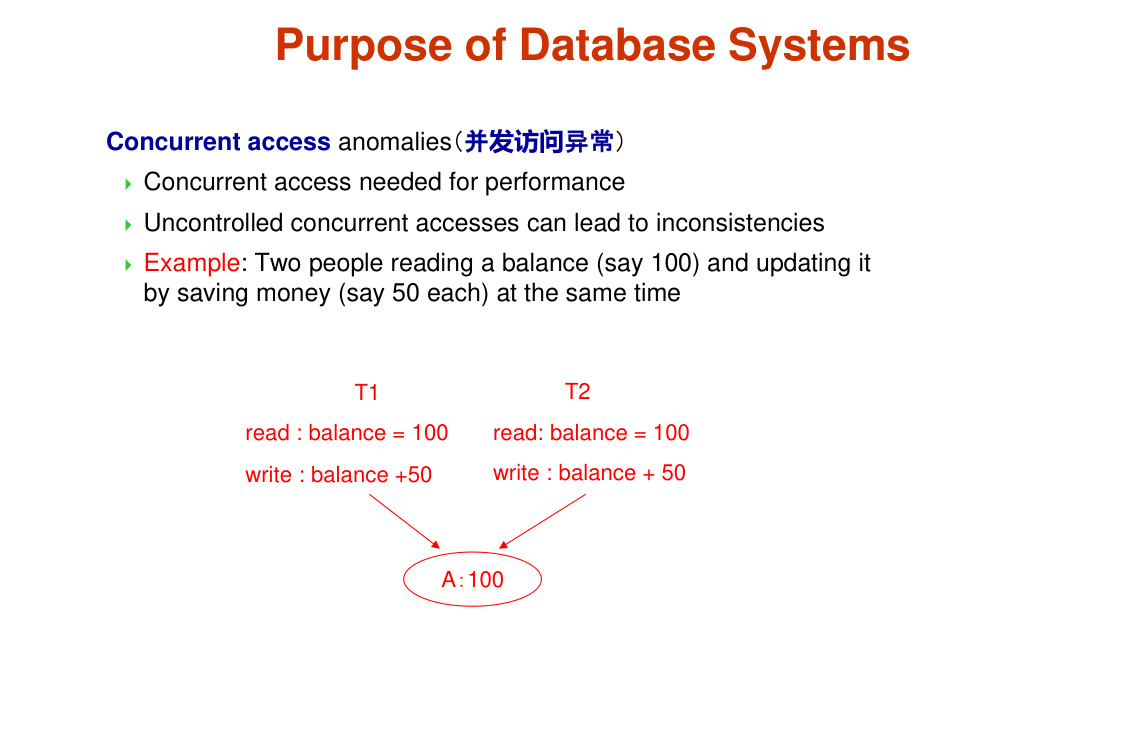 Purpose of Database Systems
Concurrent access anomalies（并发访问异常）
Concurrent access needed for performance
Uncontrolled concurrent accesses can lead to inconsistencies
Example: Two people reading a balance (say 100) and updating it
by saving money (say 50 each) at the same time
T1 T2
read : balance = 100 read: balance = 100
write : balance +50 write : balance + 50
A：100